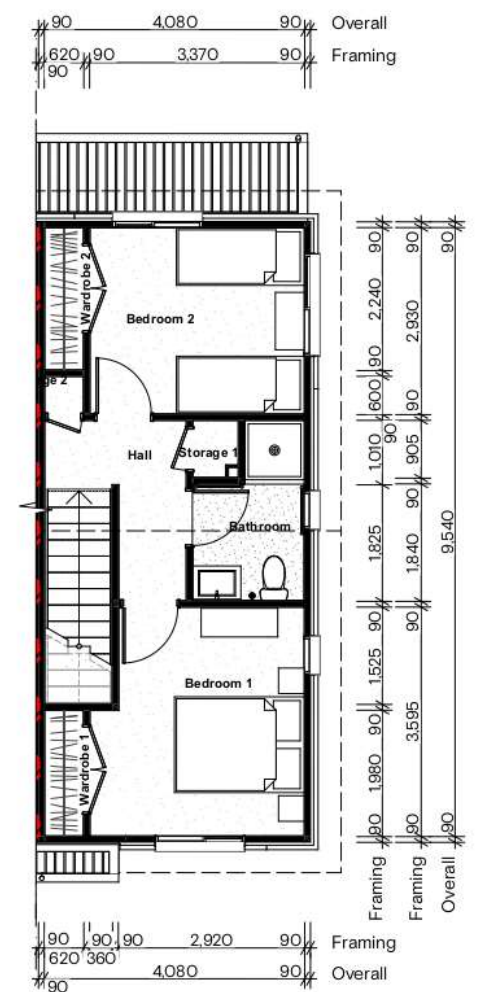 90 4,080 90 Overall
620 90 3,370 90 Framing
90
Wardrobe 2
Bedroom 2
ge 2
Hall
Storage 1
Bathroom
Bedroom 1
Wardrobe 1
90 2,240 90 600 1,010 1,825 90 1,525 90 1,980 90 Framing
90 2,930 90 90 905 90 1,840 90 3,595 90 Framing
90 9,540 90 Overall
90 90 90 2,920 90 Framing
620 360
4,080 90 Overall
90